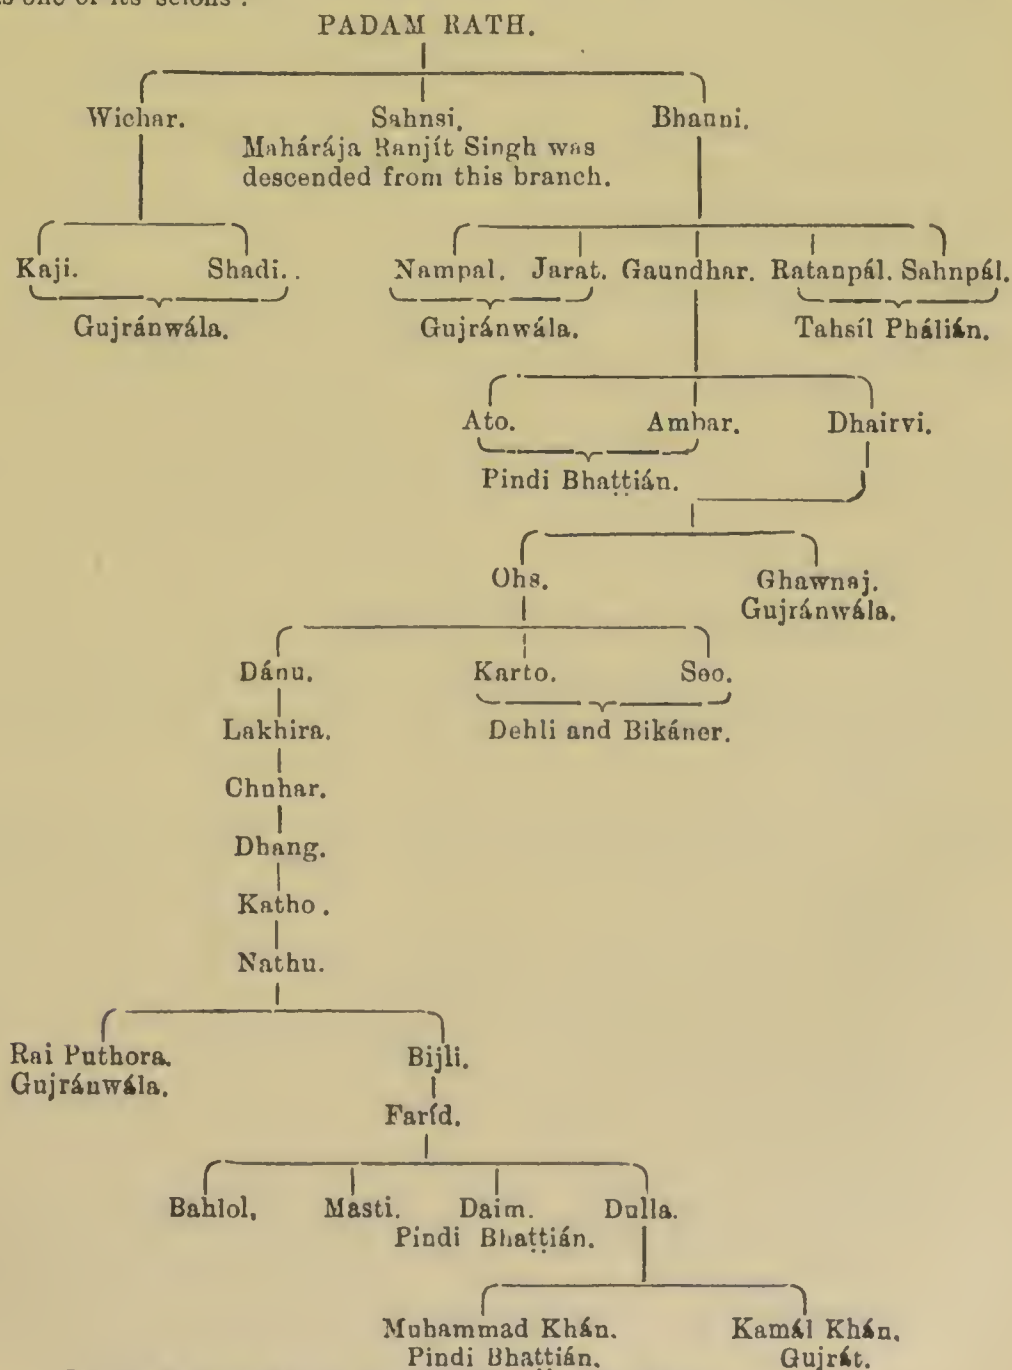 PADAM RATH.
Wichar. Sahnsi. Bhanni.
Mahárája Ranjít Singh was
descended from this branch.
Kaji. Shadi. Nampal. Jarat. Gaundhar. Ratanpál. Sahnpál.
Gujránwála. Gujránwála. Tahsíl Phálián.
Ato. Ambar. Dhairvi.
Pindi Bhaṭṭián.
Ohs. Ghawnaj.
Gujránwála.
Dánu. Karto. Seo.
Lakhira. Dehli and Bikáner.
Chuhar.
Dhang.
Katho.
Nathu.
Rai Puthora. Bijli.
Gujránwála.
Faríd.
Bahlol. Masti. Daim. Dulla.
Pindi Bhaṭṭián.
Muhammad Khán. Kamál Khán.
Pindi Bhaṭṭián. Gujrát.